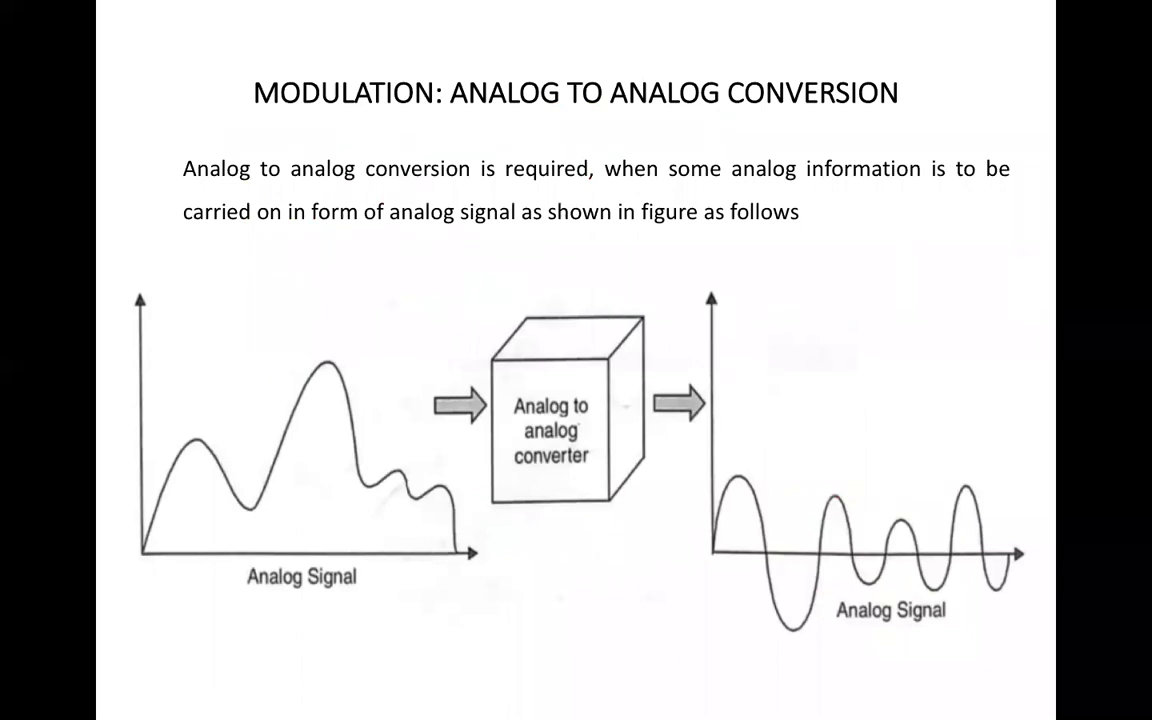 MODULATION: ANALOG TO ANALOG CONVERSION
Analog to analog conversion is required, when some analog information is to be
carried on in form of analog signal as shown in figure as follows
Analog to
analog
converter
Analog Signal
Analog Signal